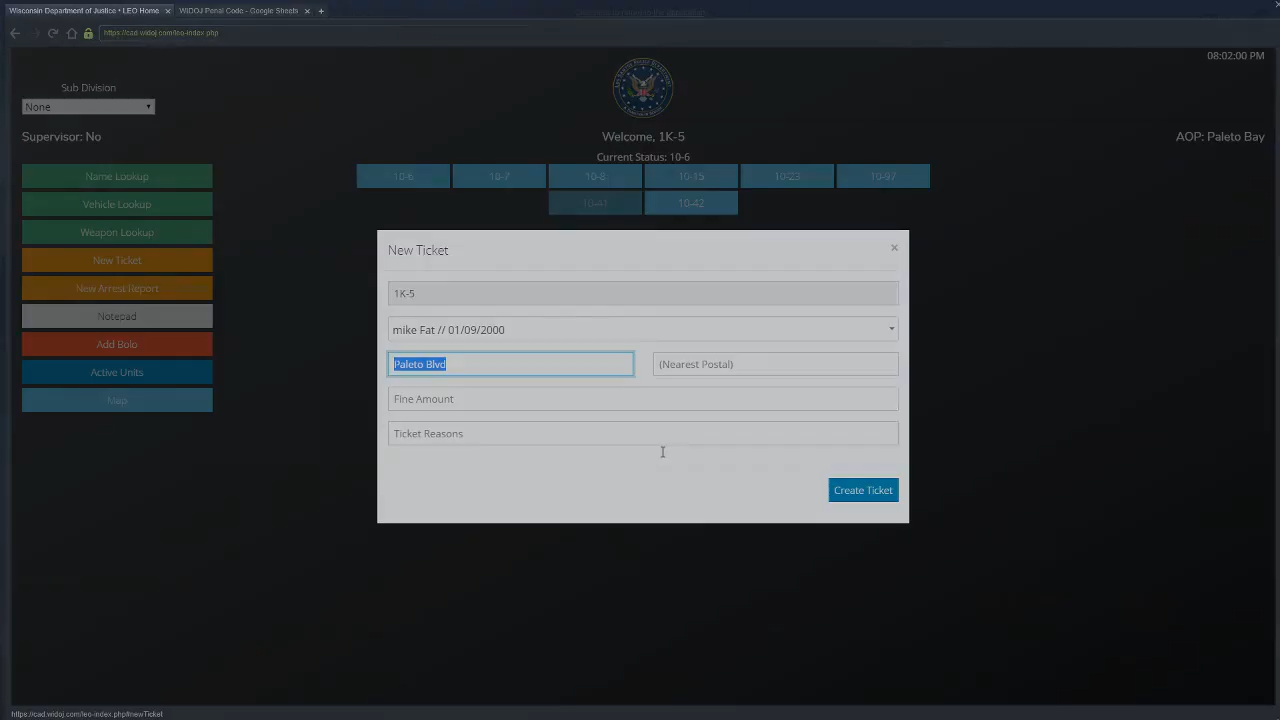 Wisconsin Department of Justice • LEO Home × WIDOJ Penal Code - Google Sheets × +
https://cad.widoj.com/leo-index.php
08:02:00 PM
Sub Division
None
Supervisor: No
Welcome, 1K-5
AOP: Paleto Bay
Current Status: 10-6
Name Lookup
10-6 10-7 10-8 10-15 10-23 10-97
Vehicle Lookup
10-41 10-42
Weapon Lookup
New Ticket
New Arrest Report
Notepad
Add Bolo
Active Units
Map
New Ticket ×
1K-5
mike Fat // 01/09/2000
Paleto Blvd (Nearest Postal)
Fine Amount
Ticket Reasons
Create Ticket
https://cad.widoj.com/leo-index.php#newTicket